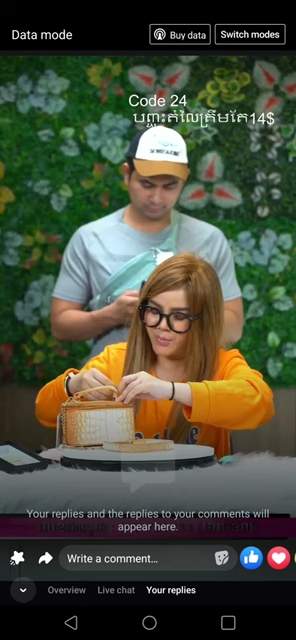 Data mode
Buy data
Switch modes
Code 24
បញ្ចុះតំលៃត្រឹមតែ14$
Your replies and the replies to your comments will
appear here.
Write a comment...
Overview
Live chat
Your replies